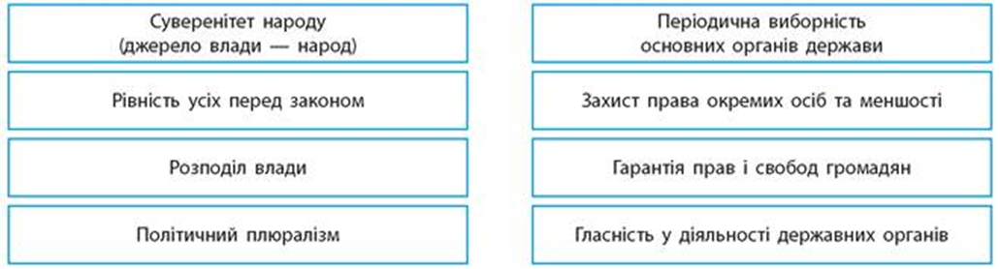 Суверенітет народу
(джерело влади — народ)
Рівність усіх перед законом
Розподіл влади
Політичний плюралізм
Періодична виборність
основних органів держави
Захист права окремих осіб та меншості
Гарантія прав і свобод громадян
Гласність у діяльності державних органів